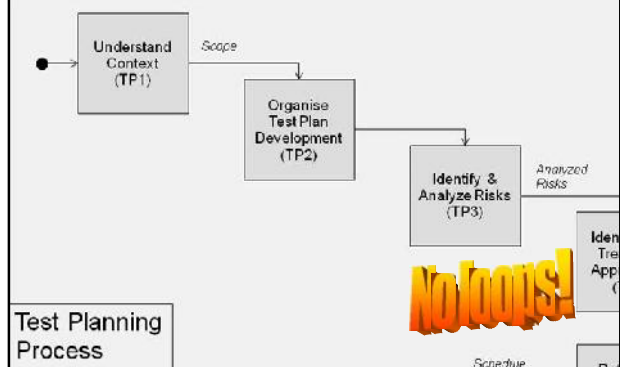 Understand
Context
(TP1)
Scope
Organise
Test Plan
Development
(TP2)
Identify &
Analyze Risks
(TP3)
Analyzed
Risks
No loops!
Test Planning
Process